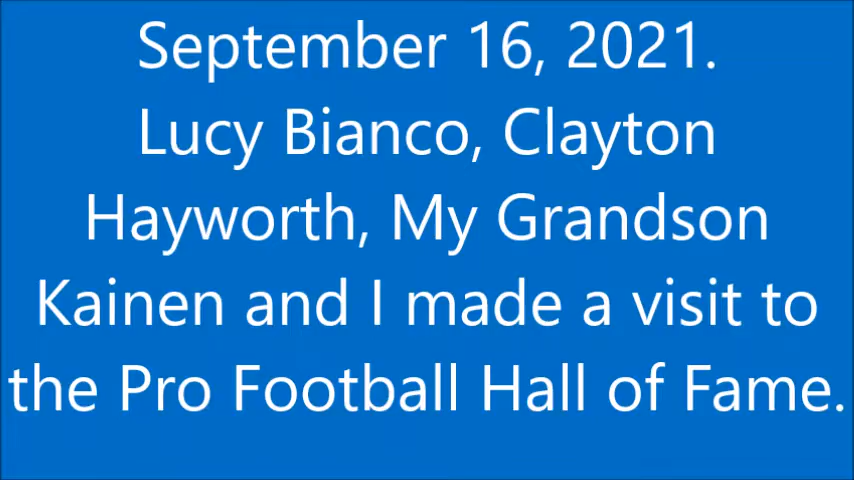 September 16, 2021.
Lucy Bianco, Clayton
Hayworth, My Grandson
Kainen and I made a visit to
the Pro Football Hall of Fame.